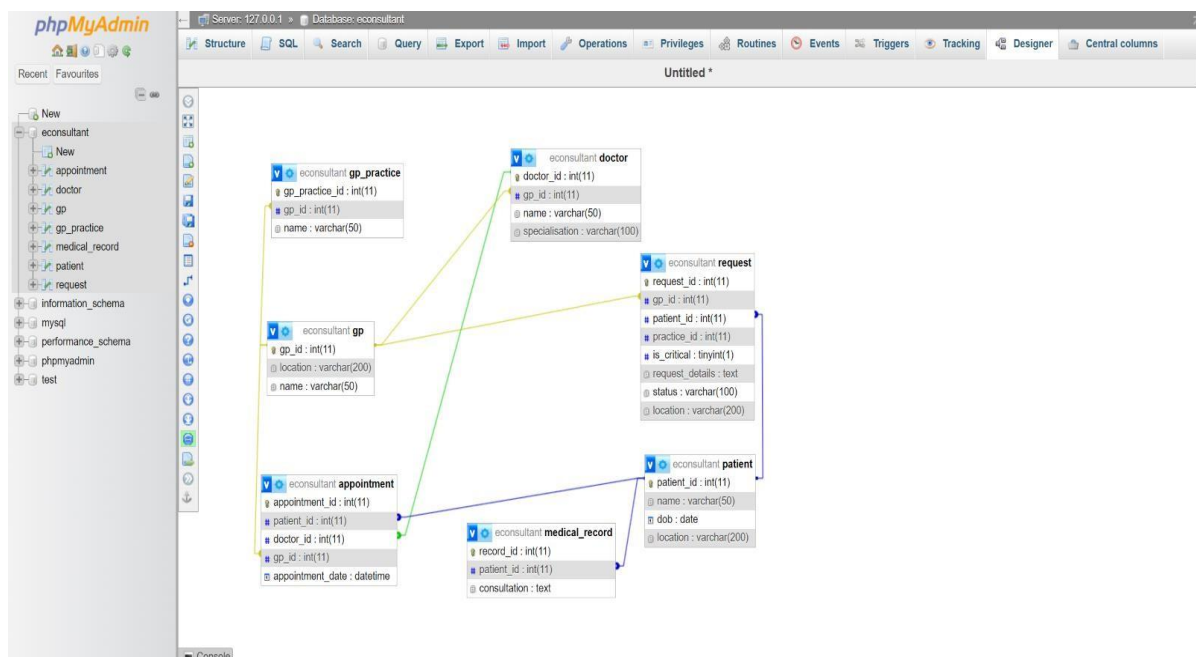 phpMyAdmin
Recent Favourites
New
econsultant
New
appointment
doctor
gp
gp_practice
medical_record
patient
request
information_schema
mysql
performance_schema
phpmyadmin
test
Server: 127.0.0.1 » Database: econsultant
Structure SQL Search Query Export Import Operations Privileges Routines Events Triggers Tracking Designer Central columns
Untitled *
econsultant gp_practice
gp_practice_id : int(11)
gp_id : int(11)
name : varchar(50)
econsultant doctor
doctor_id : int(11)
gp_id : int(11)
name : varchar(50)
specialisation : varchar(100)
econsultant request
request_id : int(11)
gp_id : int(11)
patient_id : int(11)
practice_id : int(11)
is_critical : tinyint(1)
request_details : text
status : varchar(100)
location : varchar(200)
econsultant gp
gp_id : int(11)
location : varchar(200)
name : varchar(50)
econsultant appointment
appointment_id : int(11)
patient_id : int(11)
doctor_id : int(11)
gp_id : int(11)
appointment_date : datetime
econsultant medical_record
record_id : int(11)
patient_id : int(11)
consultation : text
econsultant patient
patient_id : int(11)
name : varchar(50)
dob : date
location : varchar(200)
Console